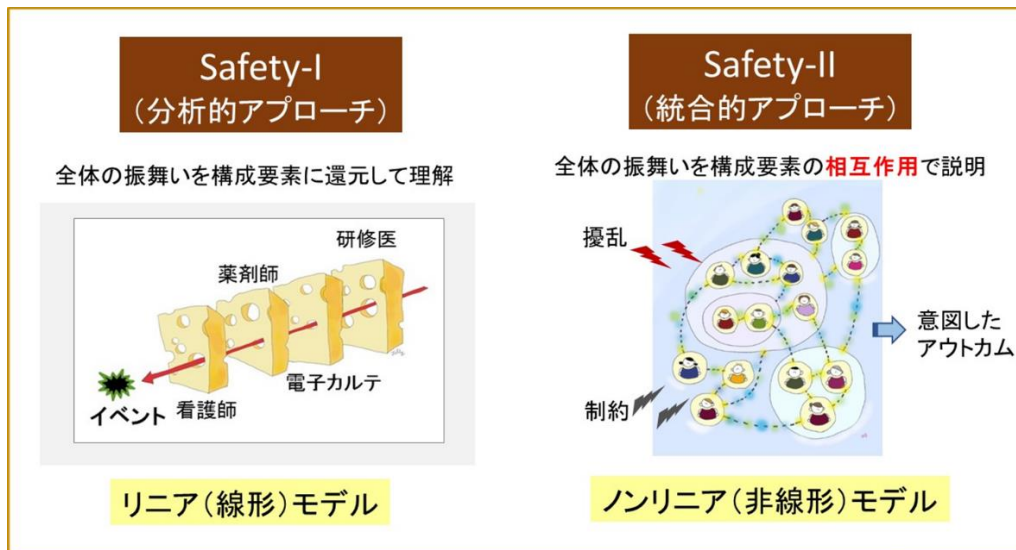 Safety-I
（分析的アプローチ）
全体の振舞いを構成要素に還元して理解
研修医
薬剤師
電子カルテ
看護師
イベント
リニア（線形）モデル
Safety-II
（統合的アプローチ）
全体の振舞いを構成要素の相互作用で説明
擾乱
制約
意図した
アウトカム
ノンリニア（非線形）モデル